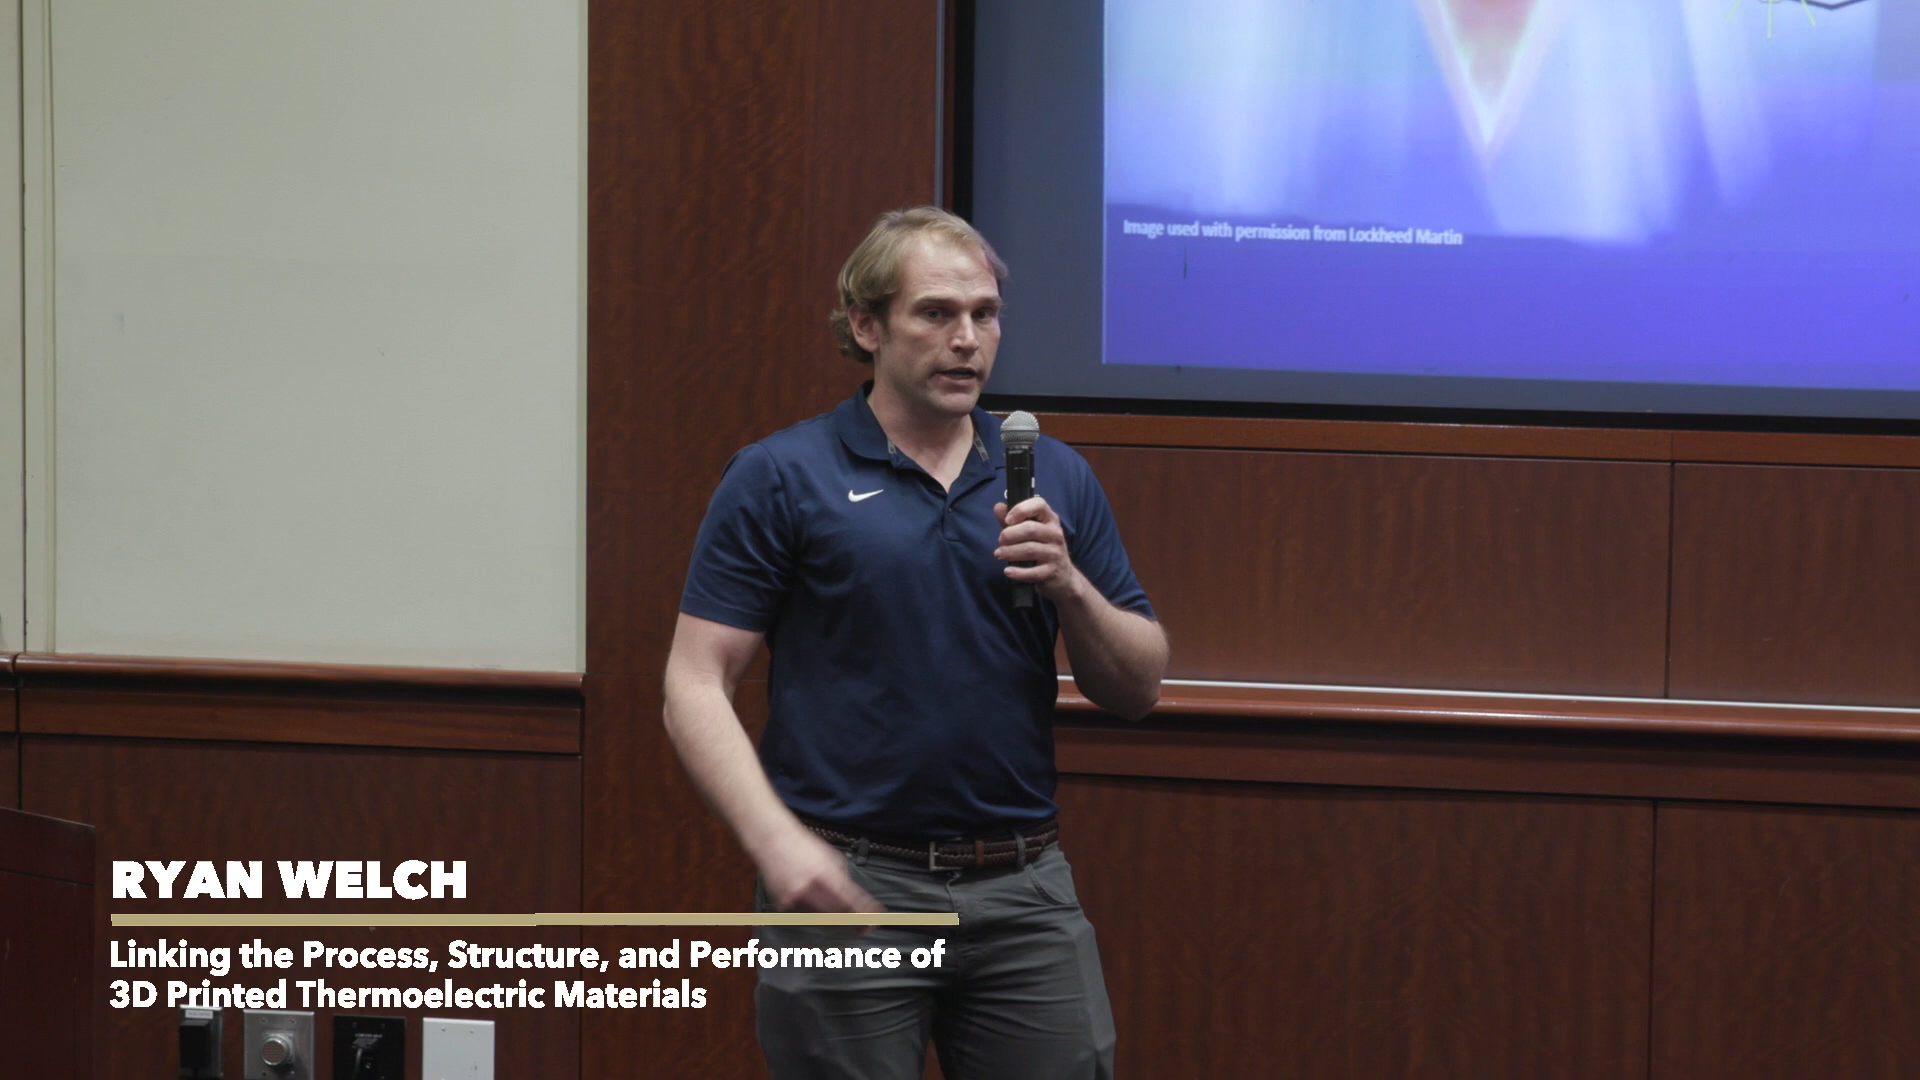 Image used with permission from Lockheed Martin
RYAN WELCH
Linking the Process, Structure, and Performance of
3D Printed Thermoelectric Materials